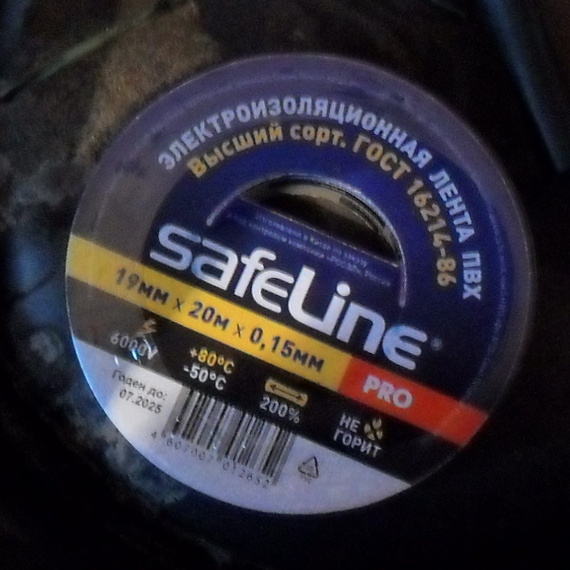 ЭЛЕКТРОИЗОЛЯЦИОННАЯ ЛЕНТА ПВХ
Высший сорт. ГОСТ 16214-86
safeLine®
19мм x 20м x 0,15мм
PRO
6000V
+80°C
-50°C
200%
НЕ
ГОРИТ
Годен до:
07.2025